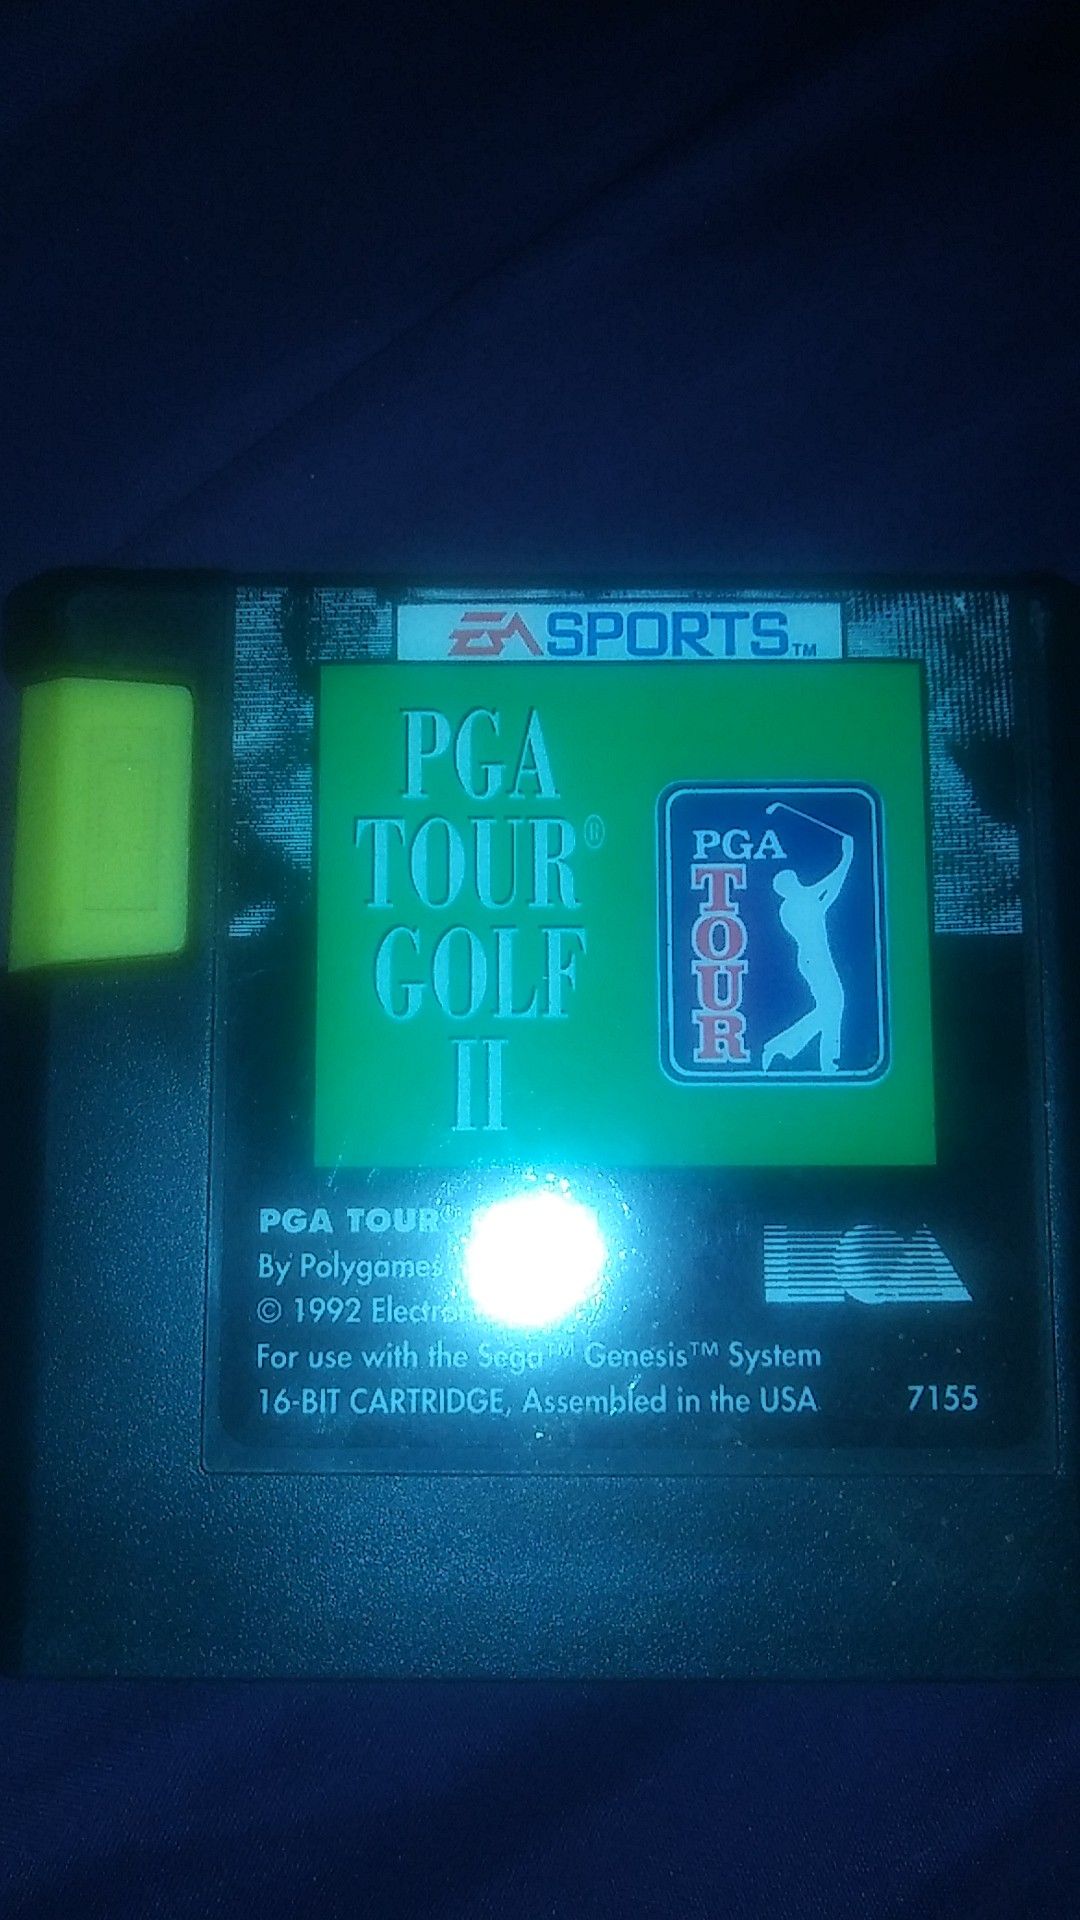 EA SPORTS™
PGA
TOUR®
GOLF
II
PGA
TOUR
PGA TOUR®
By Polygames
© 1992
For use with the Sega™ Genesis™ System
16-BIT CARTRIDGE, Assembled in the USA
7155